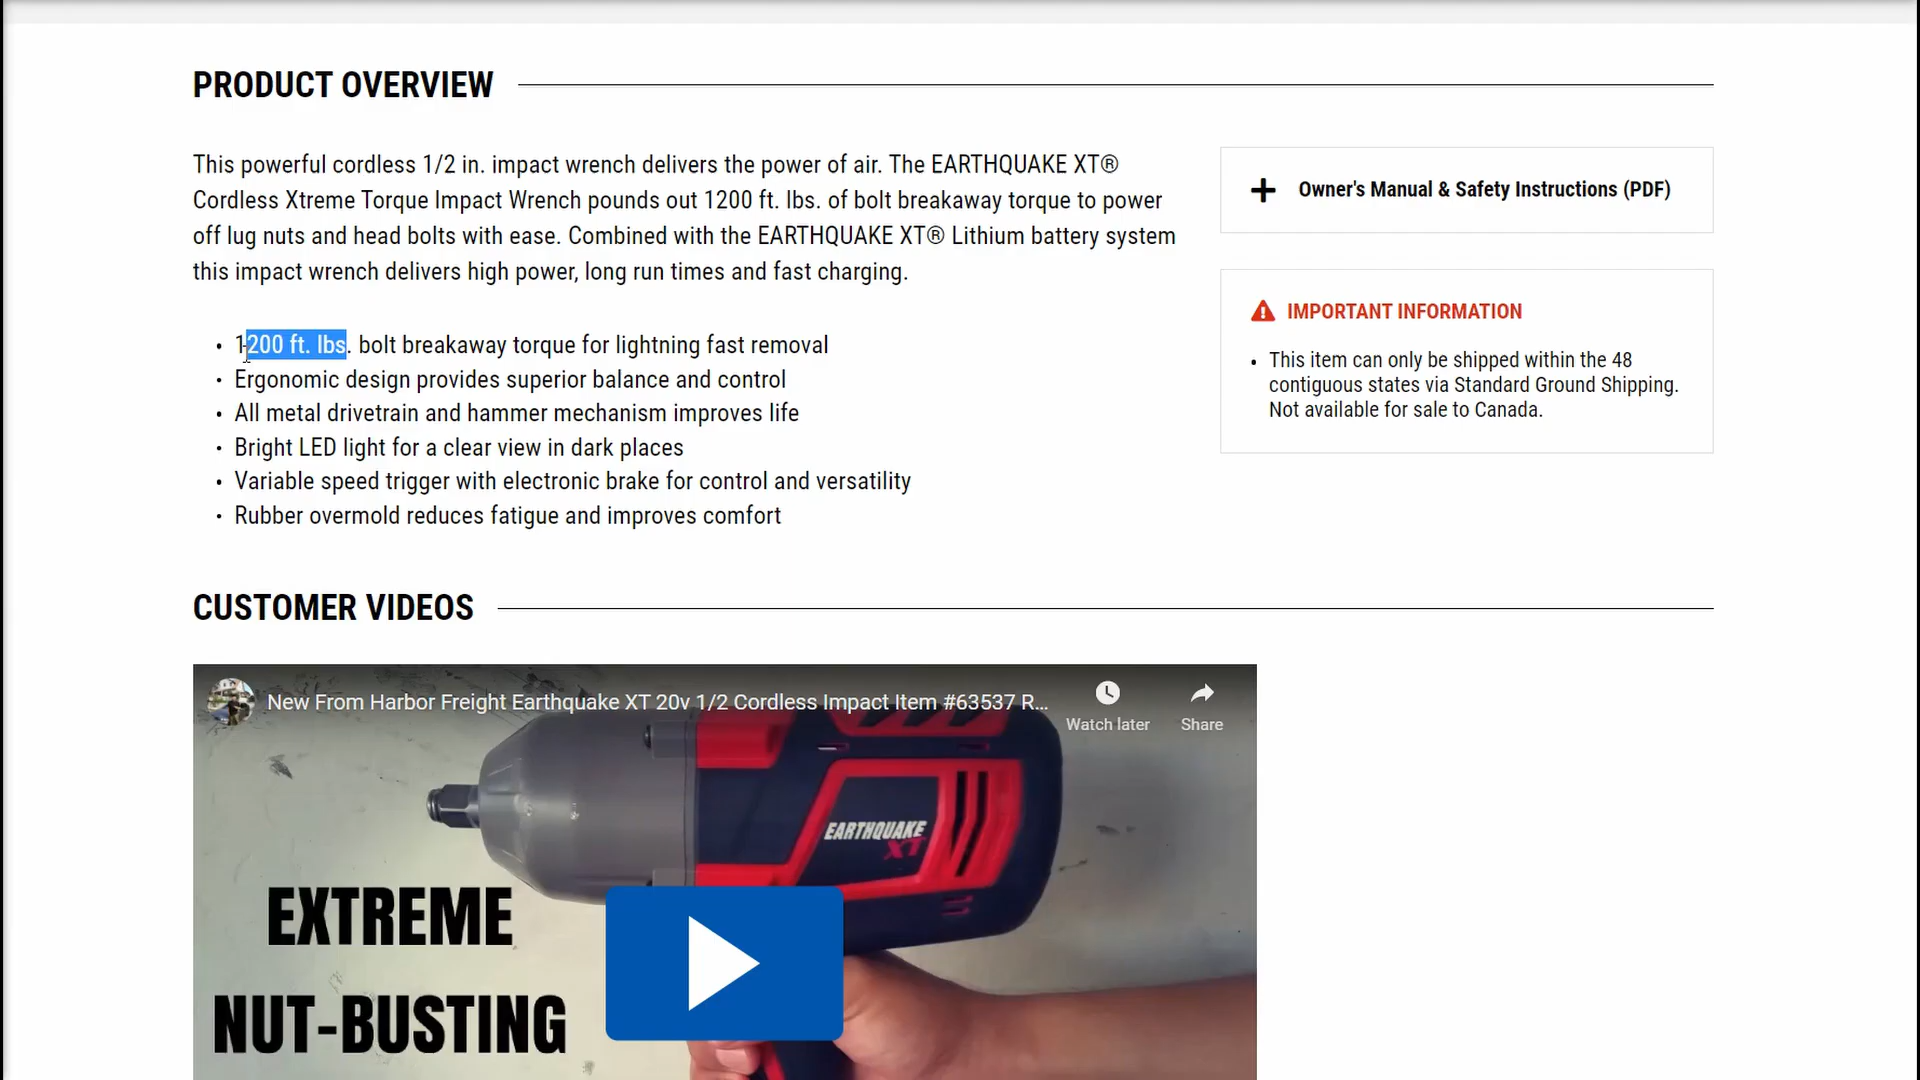 PRODUCT OVERVIEW
This powerful cordless 1/2 in. impact wrench delivers the power of air. The EARTHQUAKE XT®
Cordless Xtreme Torque Impact Wrench pounds out 1200 ft. lbs. of bolt breakaway torque to power
off lug nuts and head bolts with ease. Combined with the EARTHQUAKE XT® Lithium battery system
this impact wrench delivers high power, long run times and fast charging.
• 1200 ft. lbs. bolt breakaway torque for lightning fast removal
• Ergonomic design provides superior balance and control
• All metal drivetrain and hammer mechanism improves life
• Bright LED light for a clear view in dark places
• Variable speed trigger with electronic brake for control and versatility
• Rubber overmold reduces fatigue and improves comfort
Owner's Manual & Safety Instructions (PDF)
IMPORTANT INFORMATION
• This item can only be shipped within the 48
contiguous states via Standard Ground Shipping.
Not available for sale to Canada.
CUSTOMER VIDEOS
New From Harbor Freight Earthquake XT 20v 1/2 Cordless Impact Item #63537 R...
Watch later
Share
EARTHQUAKE
XT
EXTREME
NUT-BUSTING